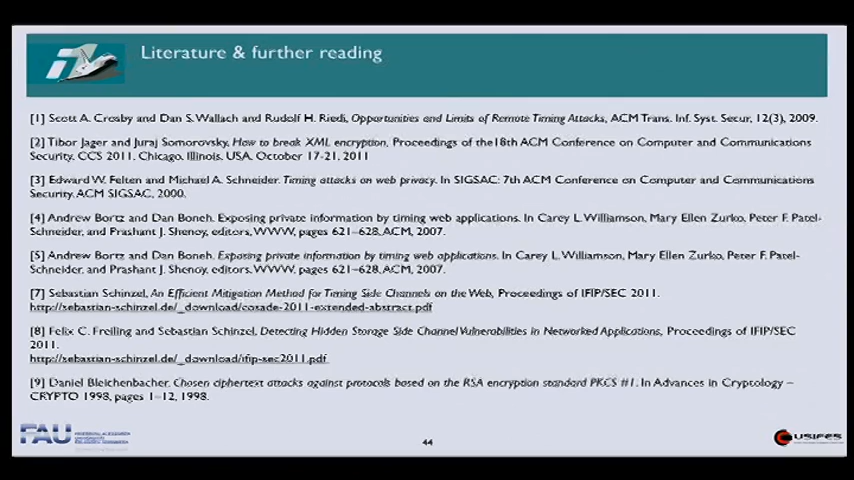 Literature & further reading
[1] Scott A. Crosby and Dan S. Wallach and Rudolf H. Riedi, Opportunities and Limits of Remote Timing Attacks, ACM Trans. Inf. Syst. Secur, 12(3), 2009.
[2] Tibor Jager and Juraj Somorovsky, How to break XML encryption, Proceedings of the18th ACM Conference on Computer and Communications
Security. CCS 2011. Chicago. Illinois. USA. October 17-21, 2011
[3] Edward W. Felten and Michael A. Schneider. Timing attacks on web privacy. In SIGSAC: 7th ACM Conference on Computer and Communications
Security. ACM SIGSAC, 2000.
[4] Andrew Bortz and Dan Boneh. Exposing private information by timing web applications. In Carey L. Williamson, Mary Ellen Zurko, Peter F. Patel-
Schneider, and Prashant J. Shenoy, editors, WWW, pages 621–628, ACM, 2007.
[5] Andrew Bortz and Dan Boneh. Exposing private information by timing web applications. In Carey L. Williamson, Mary Ellen Zurko, Peter F. Patel-
Schneider, and Prashant J. Shenoy, editors, WWW, pages 621–628, ACM, 2007.
[7] Sebastian Schinzel, An Efficient Mitigation Method for Timing Side Channels on the Web, Proceedings of IFIP/SEC 2011.
http://sebastian-schinzel.de/_download/cosade-2011-extended-abstract.pdf
[8] Felix C. Freiling and Sebastian Schinzel, Detecting Hidden Storage Side Channel Vulnerabilities in Networked Applications, Proceedings of IFIP/SEC
2011.
http://sebastian-schinzel.de/_download/ifip-sec2011.pdf
[9] Daniel Bleichenbacher. Chosen ciphertext attacks against protocols based on the RSA encryption standard PKCS #1. In Advances in Cryptology –
CRYPTO 1998, pages 1–12, 1998.
FAU
44